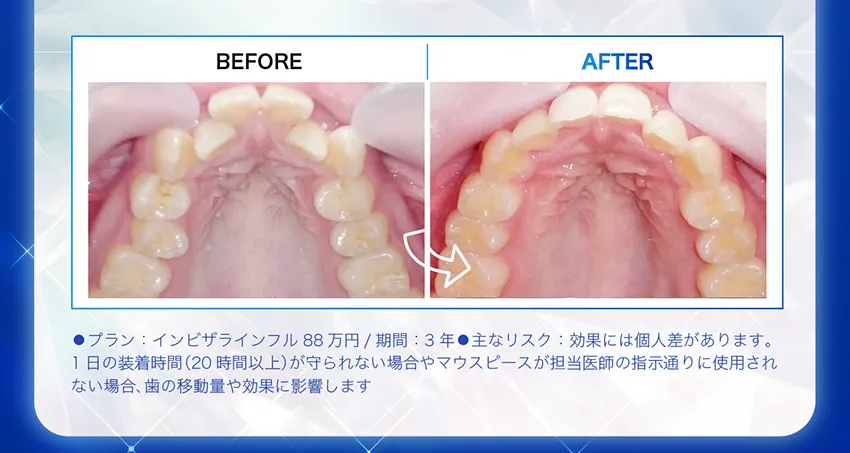 BEFORE
AFTER
●プラン：インビザラインフル 88 万円 / 期間：3 年●主なリスク：効果には個人差があります。
1 日の装着時間（20 時間以上）が守られない場合やマウスピースが担当医師の指示通りに使用され
ない場合、歯の移動量や効果に影響します